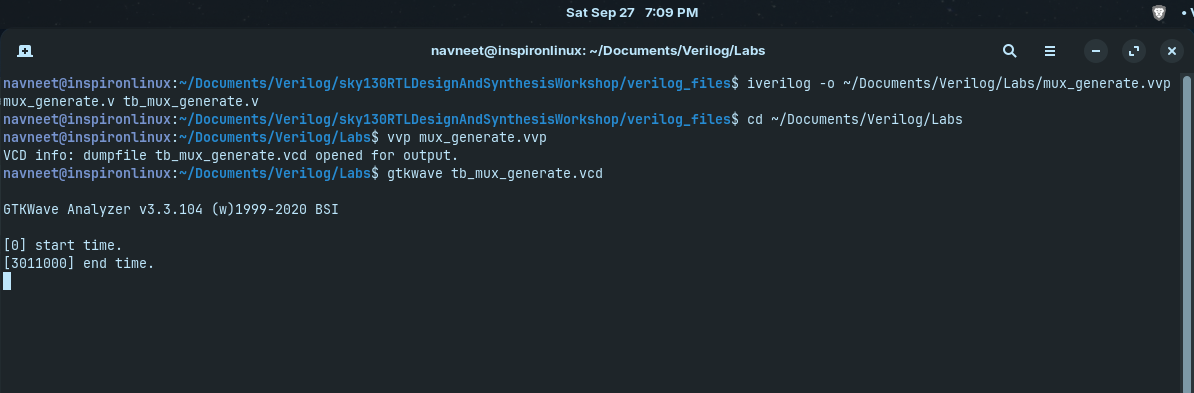 Sat Sep 27 7:09 PM
navneet@inspironlinux: ~/Documents/Verilog/Labs
navneet@inspironlinux:~/Documents/Verilog/sky130RTLDesignAndSynthesisWorkshop/verilog_files$ iverilog -o ~/Documents/Verilog/Labs/mux_generate.vvp
mux_generate.v tb_mux_generate.v
navneet@inspironlinux:~/Documents/Verilog/sky130RTLDesignAndSynthesisWorkshop/verilog_files$ cd ~/Documents/Verilog/Labs
navneet@inspironlinux:~/Documents/Verilog/Labs$ vvp mux_generate.vvp
VCD info: dumpfile tb_mux_generate.vcd opened for output.
navneet@inspironlinux:~/Documents/Verilog/Labs$ gtkwave tb_mux_generate.vcd
GTKWave Analyzer v3.3.104 (w)1999-2020 BSI
[0] start time.
[3011000] end time.